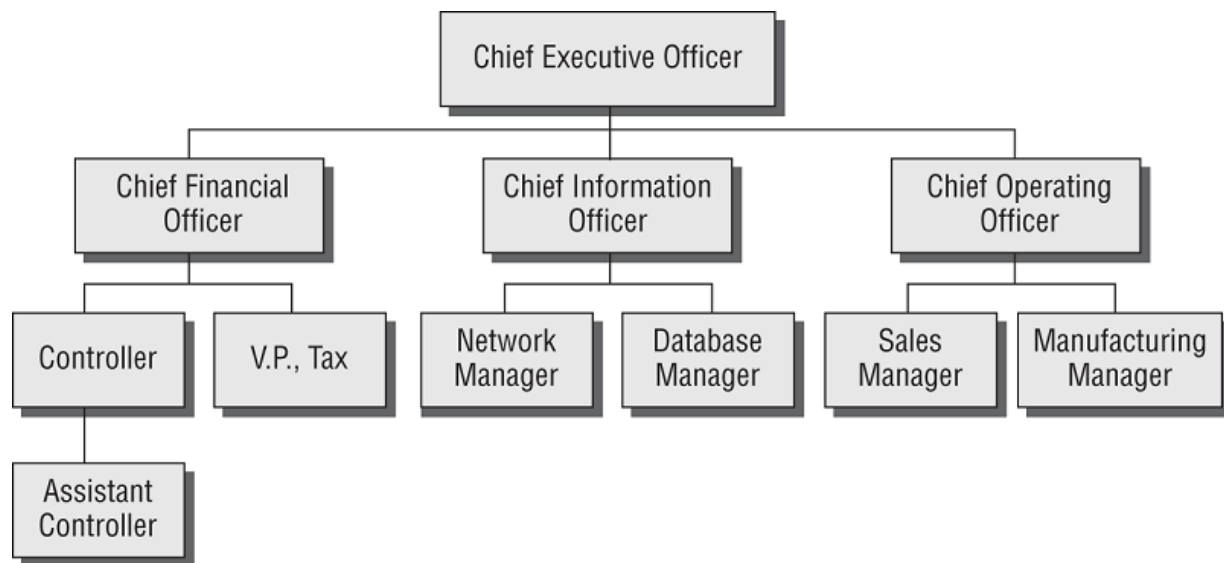 Chief Executive Officer
Chief Financial
Officer
Chief Information
Officer
Chief Operating
Officer
Controller
V.P., Tax
Network
Manager
Database
Manager
Sales
Manager
Manufacturing
Manager
Assistant
Controller